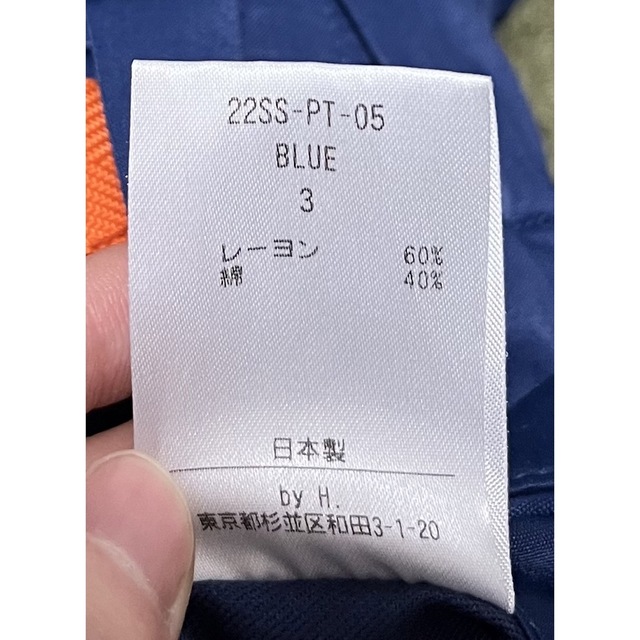 22SS-PT-05
BLUE
3
レーヨン 60%
綿 40%
日本製
by H.
東京都杉並区和田3-1-20